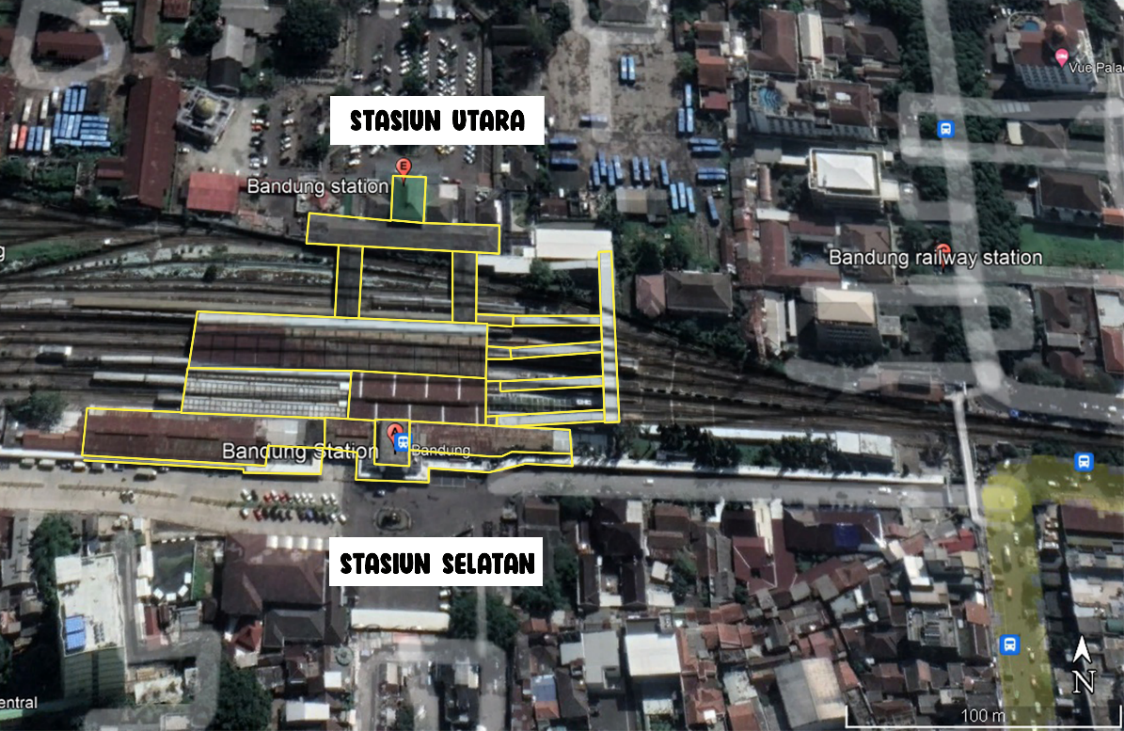 Vue Pala
STASIUN UTARA
E
Bandung station
g
Bandung railway station
A
Bandung Station
Bandung
STASIUN SELATAN
N
entral
100 m